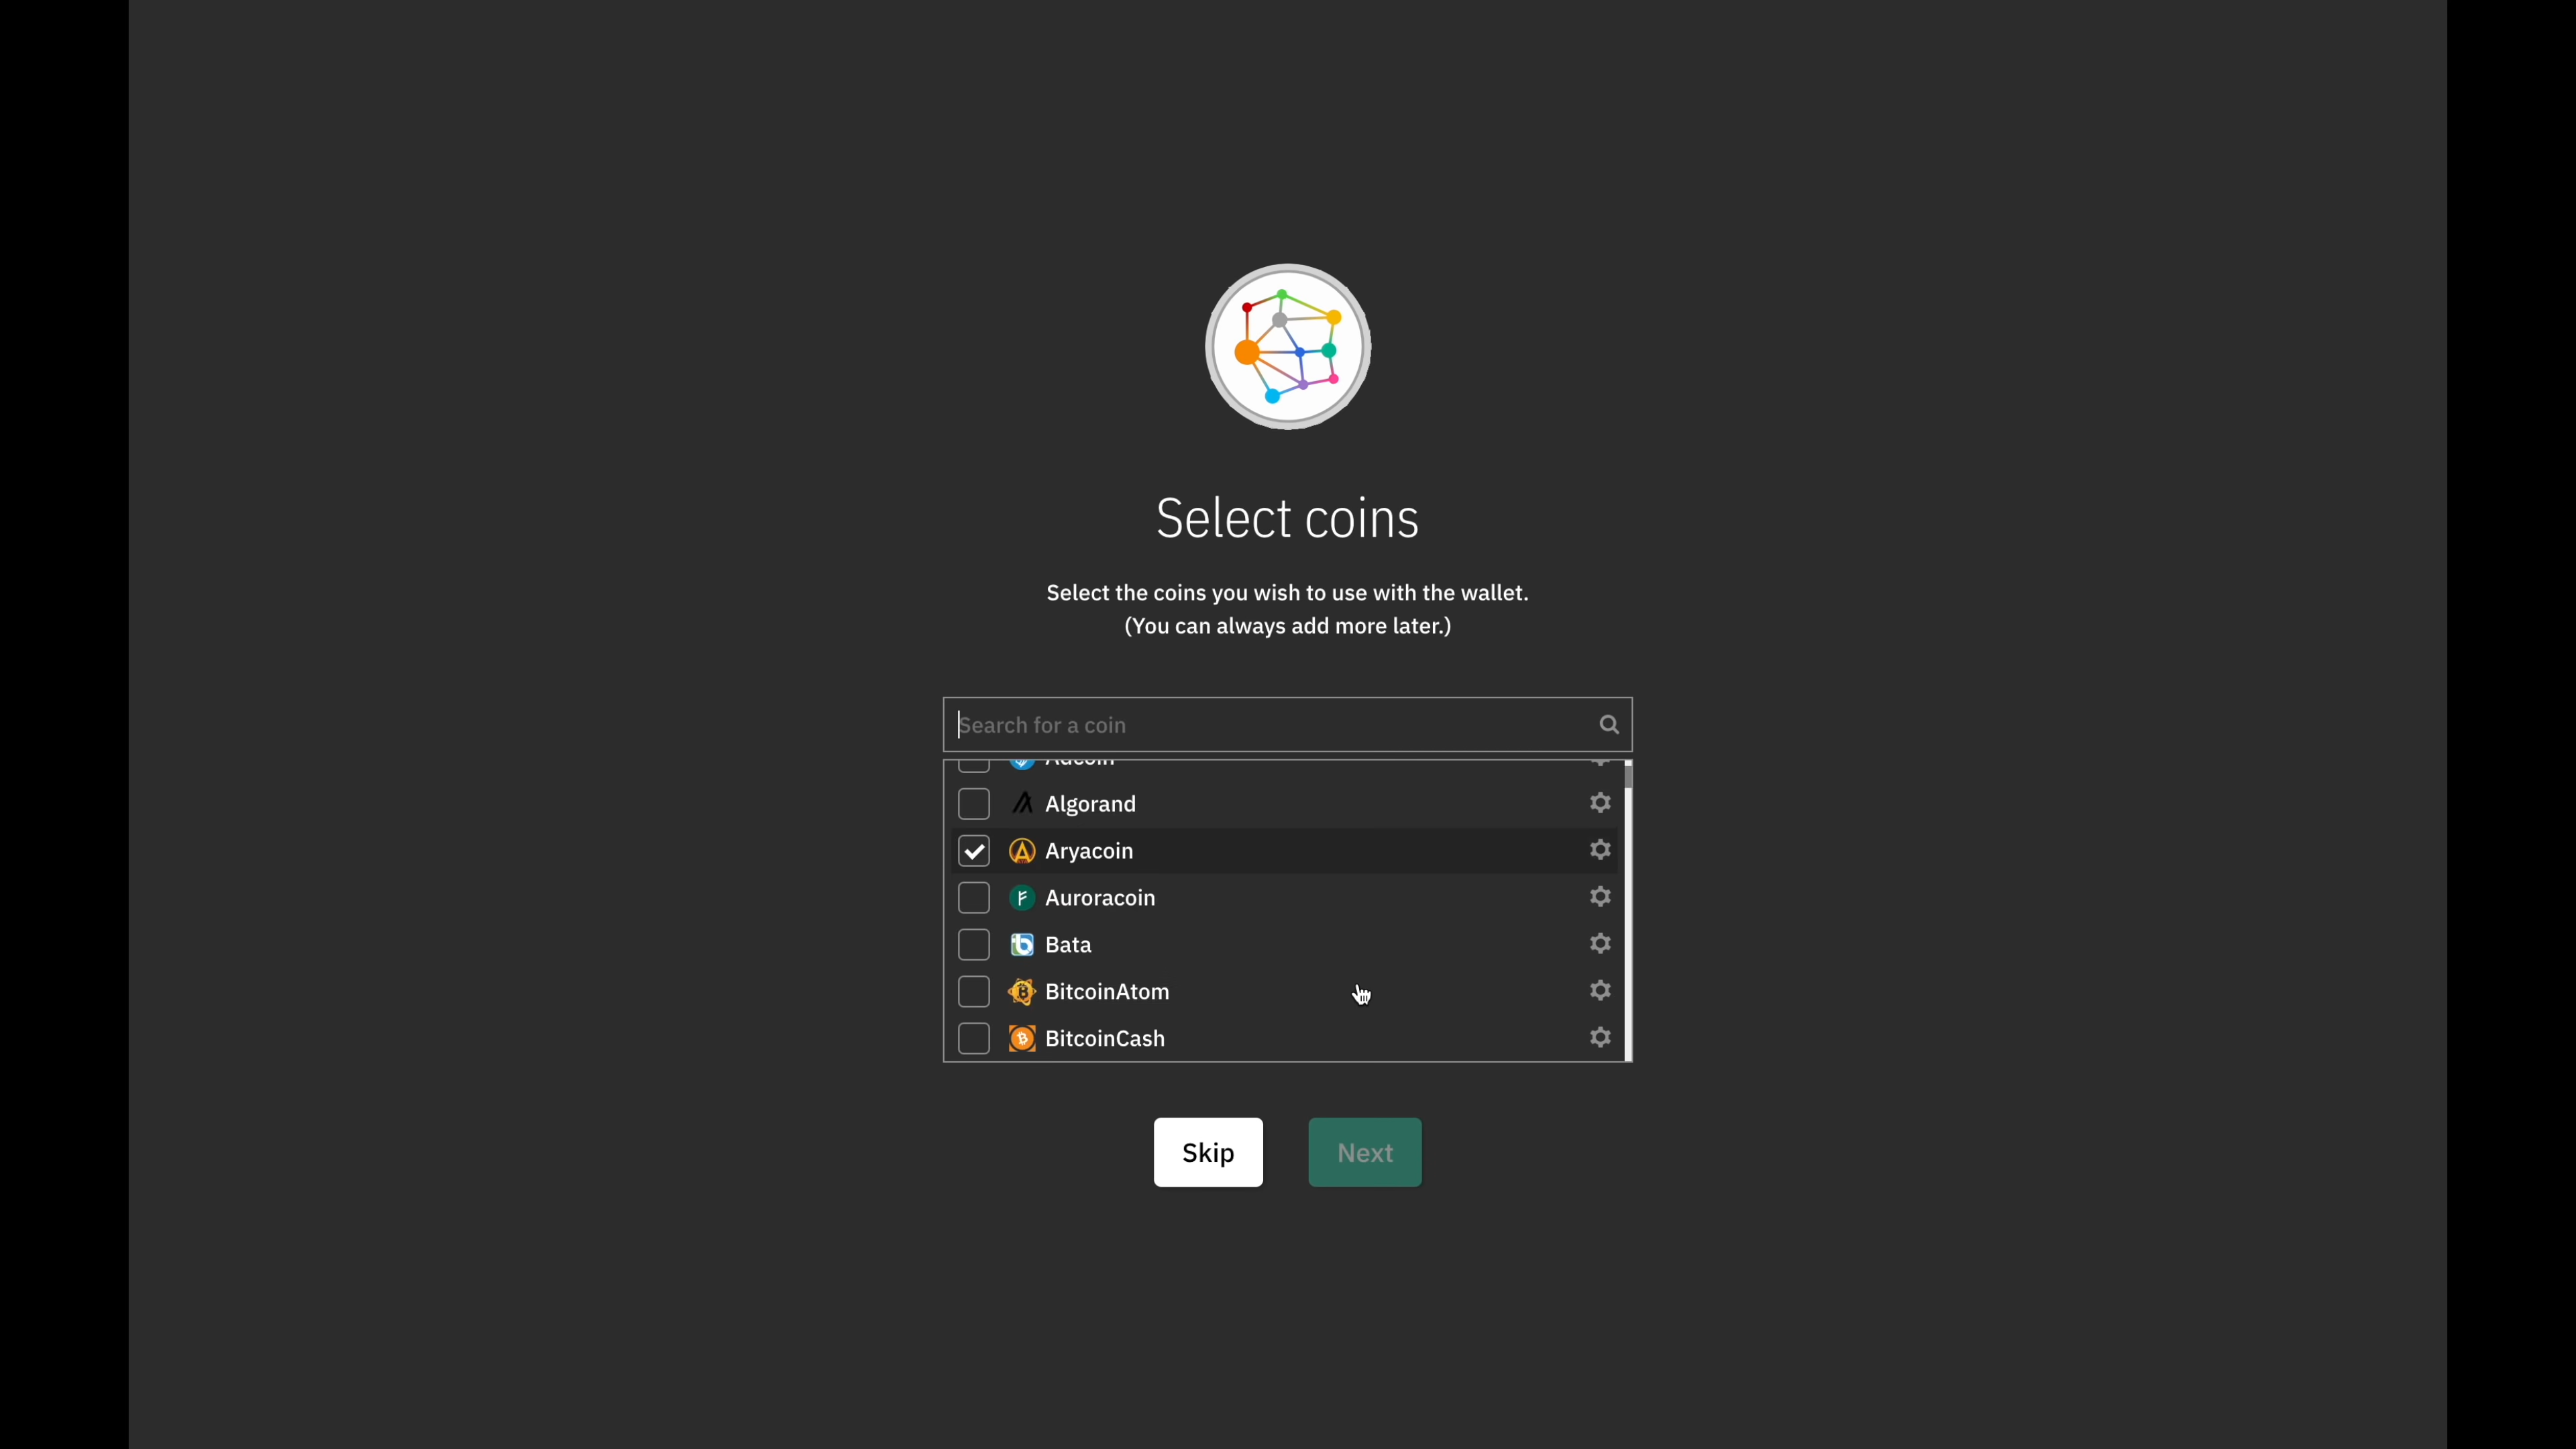 Select coins
Select the coins you wish to use with the wallet.
(You can always add more later.)
Search for a coin
Algorand
Aryacoin
Auroracoin
Bata
BitcoinAtom
BitcoinCash
Skip
Next